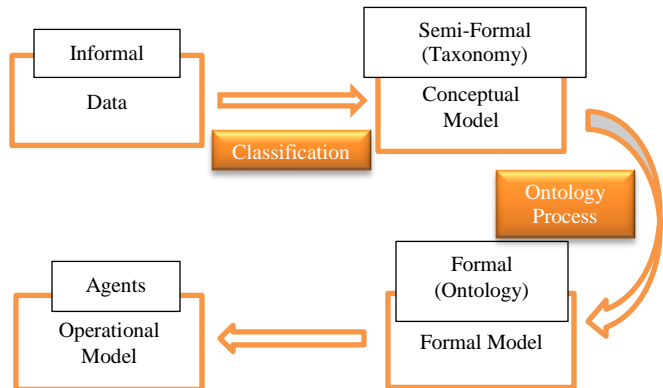 Informal
Data
Classification
Semi-Formal
(Taxonomy)
Conceptual
Model
Ontology
Process
Formal
(Ontology)
Formal Model
Agents
Operational
Model